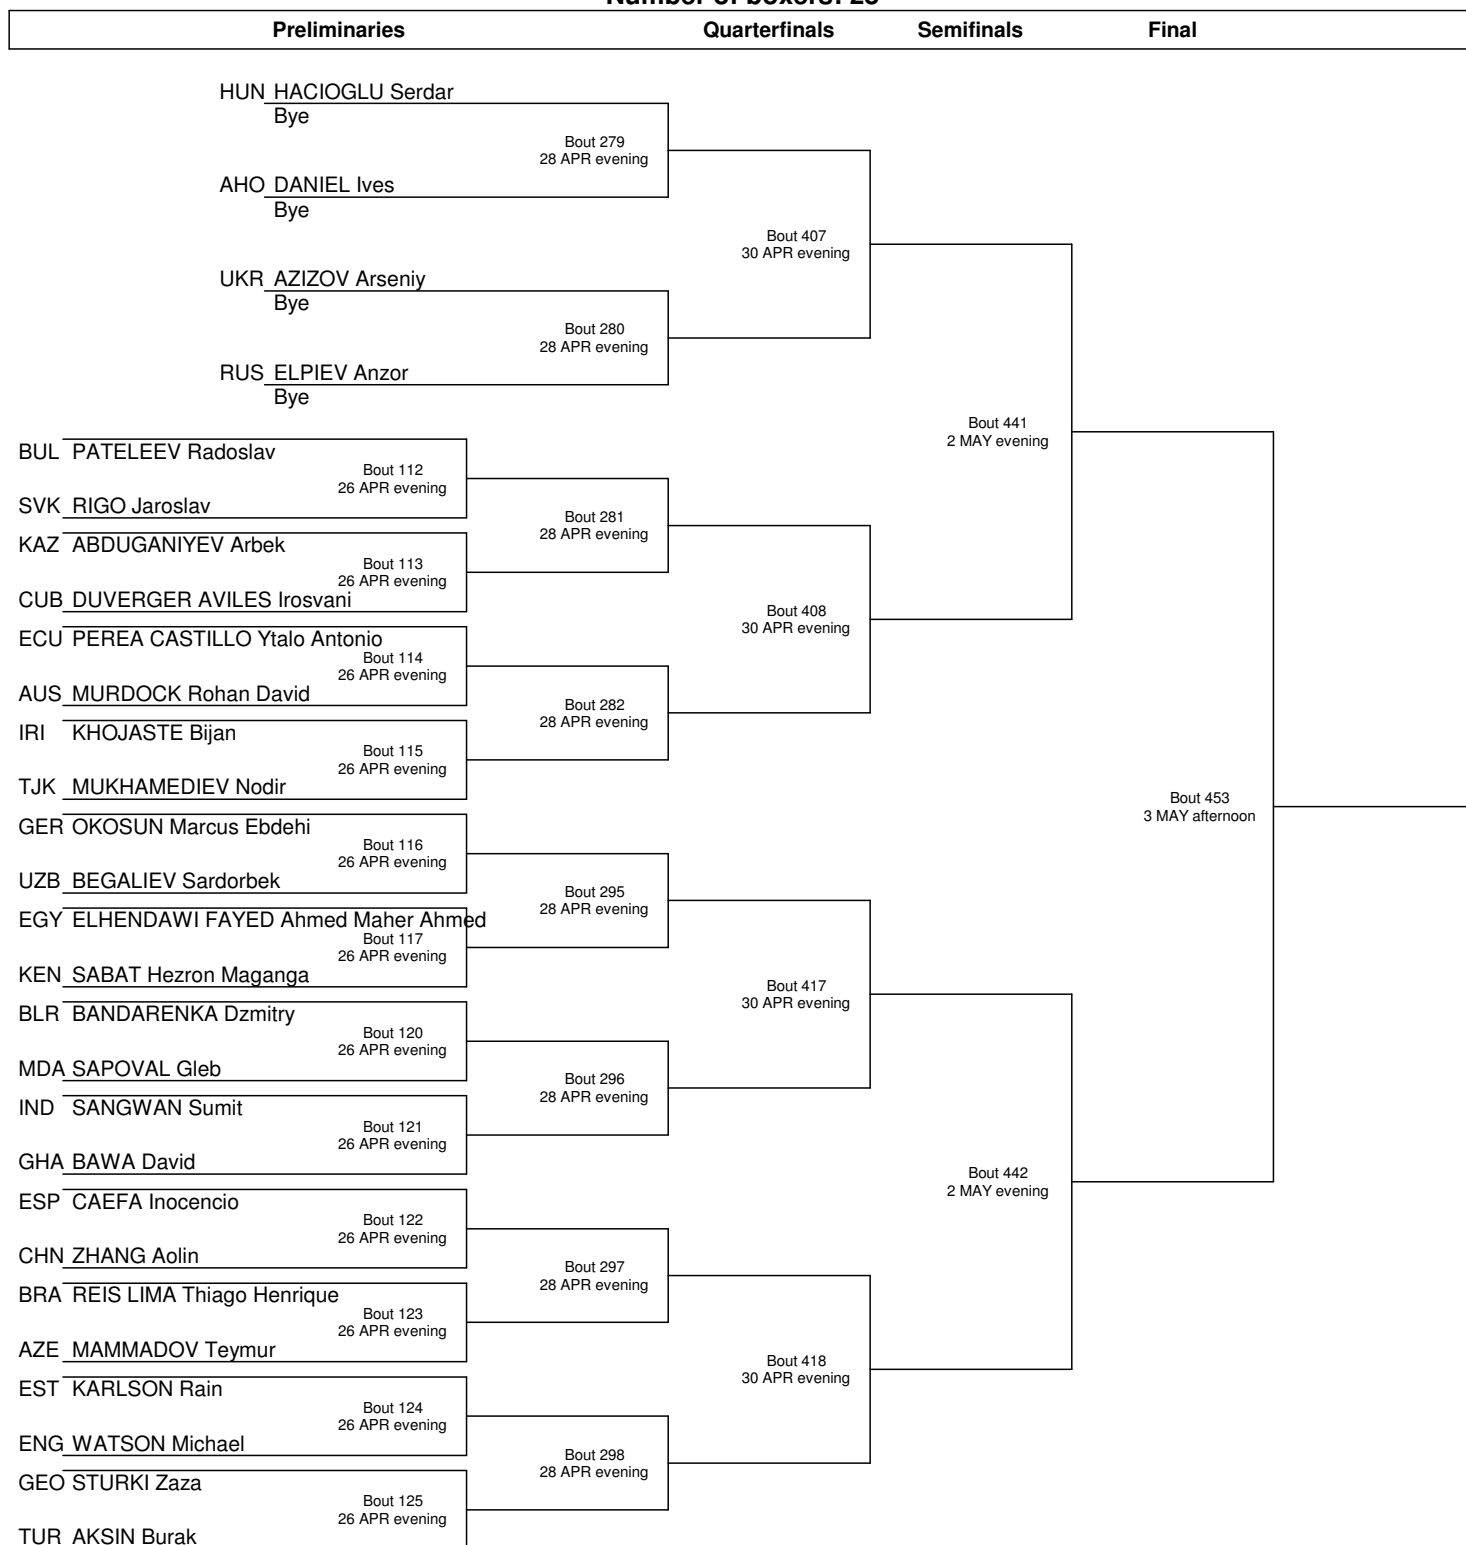 Number of boxers: 28
Preliminaries Quarterfinals Semifinals Final
HUN HACIOGLU Serdar
Bye
Bout 279
28 APR evening
AHO DANIEL Ives
Bye
Bout 407
30 APR evening
UKR AZIZOV Arseniy
Bye
Bout 280
28 APR evening
RUS ELPIEV Anzor
Bye
Bout 441
2 MAY evening
BUL PATELEEV Radoslav
Bout 112
26 APR evening
SVK RIGO Jaroslav
Bout 281
28 APR evening
KAZ ABDUGANIYEV Arbek
Bout 113
26 APR evening
CUB DUVERGER AVILES Irosvani
Bout 408
30 APR evening
ECU PEREA CASTILLO Ytalo Antonio
Bout 114
26 APR evening
AUS MURDOCK Rohan David
Bout 282
28 APR evening
IRI KHOJASTE Bijan
Bout 115
26 APR evening
TJK MUKHAMEDIEV Nodir
Bout 453
3 MAY afternoon
GER OKOSUN Marcus Ebdehi
Bout 116
26 APR evening
UZB BEGALIEV Sardorbek
Bout 295
28 APR evening
EGY ELHENDAWI FAYED Ahmed Maher Ahmed
Bout 117
26 APR evening
KEN SABAT Hezron Maganga
Bout 417
30 APR evening
BLR BANDARENKA Dzmitry
Bout 120
26 APR evening
MDA SAPOVAL Gleb
Bout 296
28 APR evening
IND SANGWAN Sumit
Bout 121
26 APR evening
GHA BAWA David
Bout 442
2 MAY evening
ESP CAEFA Inocencio
Bout 122
26 APR evening
CHN ZHANG Aolin
Bout 297
28 APR evening
BRA REIS LIMA Thiago Henrique
Bout 123
26 APR evening
AZE MAMMADOV Teymur
Bout 418
30 APR evening
EST KARLSON Rain
Bout 124
26 APR evening
ENG WATSON Michael
Bout 298
28 APR evening
GEO STURKI Zaza
Bout 125
26 APR evening
TUR AKSIN Burak